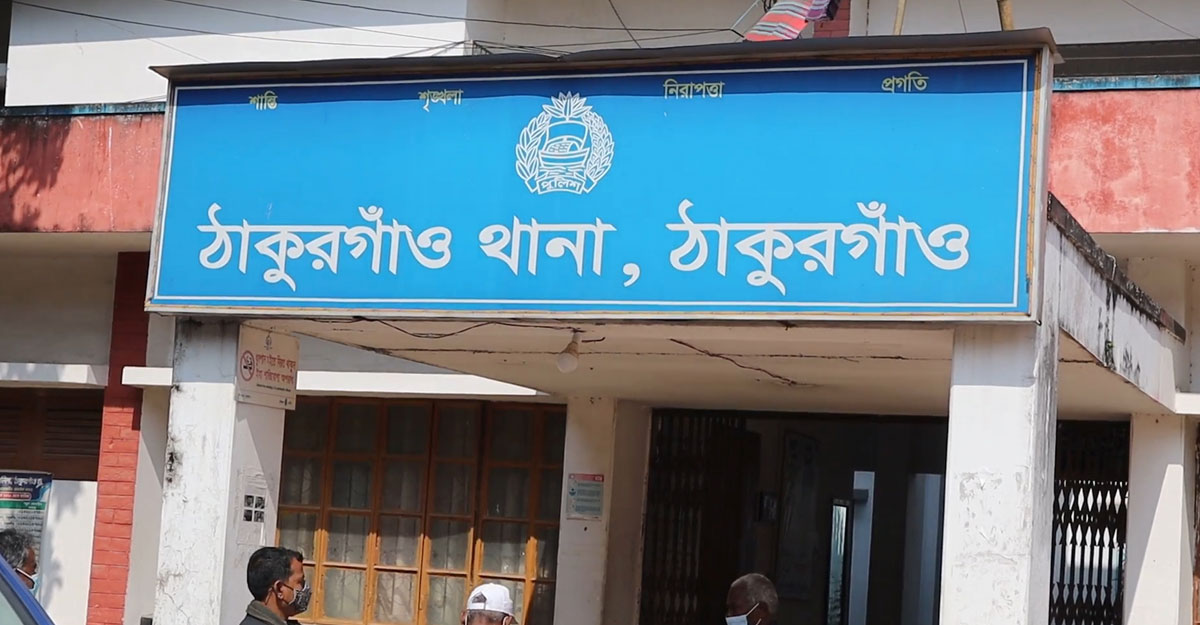 শান্তি শৃঙ্খলা নিরাপত্তা প্রগতি
পুলিশ
ঠাকুরগাঁও থানা, ঠাকুরগাঁও